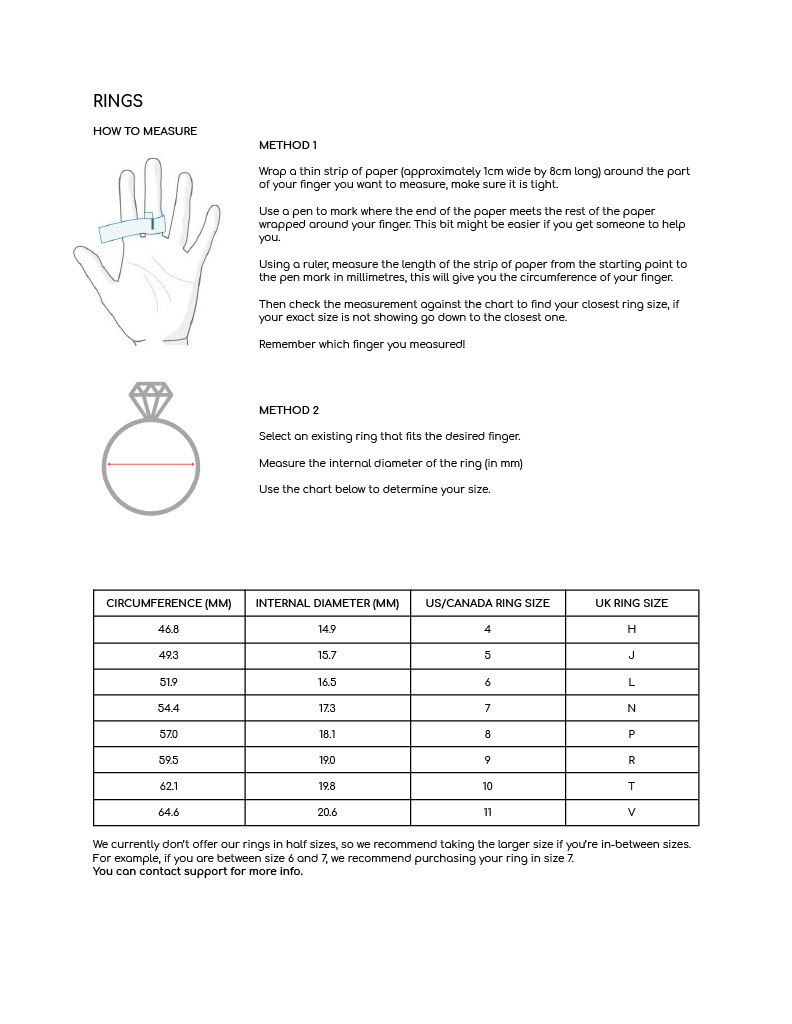 RINGS
HOW TO MEASURE
METHOD 1
Wrap a thin strip of paper (approximately 1cm wide by 8cm long) around the part
of your finger you want to measure, make sure it is tight.
Use a pen to mark where the end of the paper meets the rest of the paper
wrapped around your finger. This bit might be easier if you get someone to help
you.
Using a ruler, measure the length of the strip of paper from the starting point to
the pen mark in millimetres, this will give you the circumference of your finger.
Then check the measurement against the chart to find your closest ring size, if
your exact size is not showing go down to the closest one.
Remember which finger you measured!
METHOD 2
Select an existing ring that fits the desired finger.
Measure the internal diameter of the ring (in mm)
Use the chart below to determine your size.
CIRCUMFERENCE (MM) INTERNAL DIAMETER (MM) US/CANADA RING SIZE UK RING SIZE
46.8 14.9 4 H
49.3 15.7 5 J
51.9 16.5 6 L
54.4 17.3 7 N
57.0 18.1 8 P
59.5 19.0 9 R
62.1 19.8 10 T
64.6 20.6 11 V
We currently don't offer our rings in half sizes, so we recommend taking the larger size if you're in-between sizes.
For example, if you are between size 6 and 7, we recommend purchasing your ring in size 7.
You can contact support for more info.